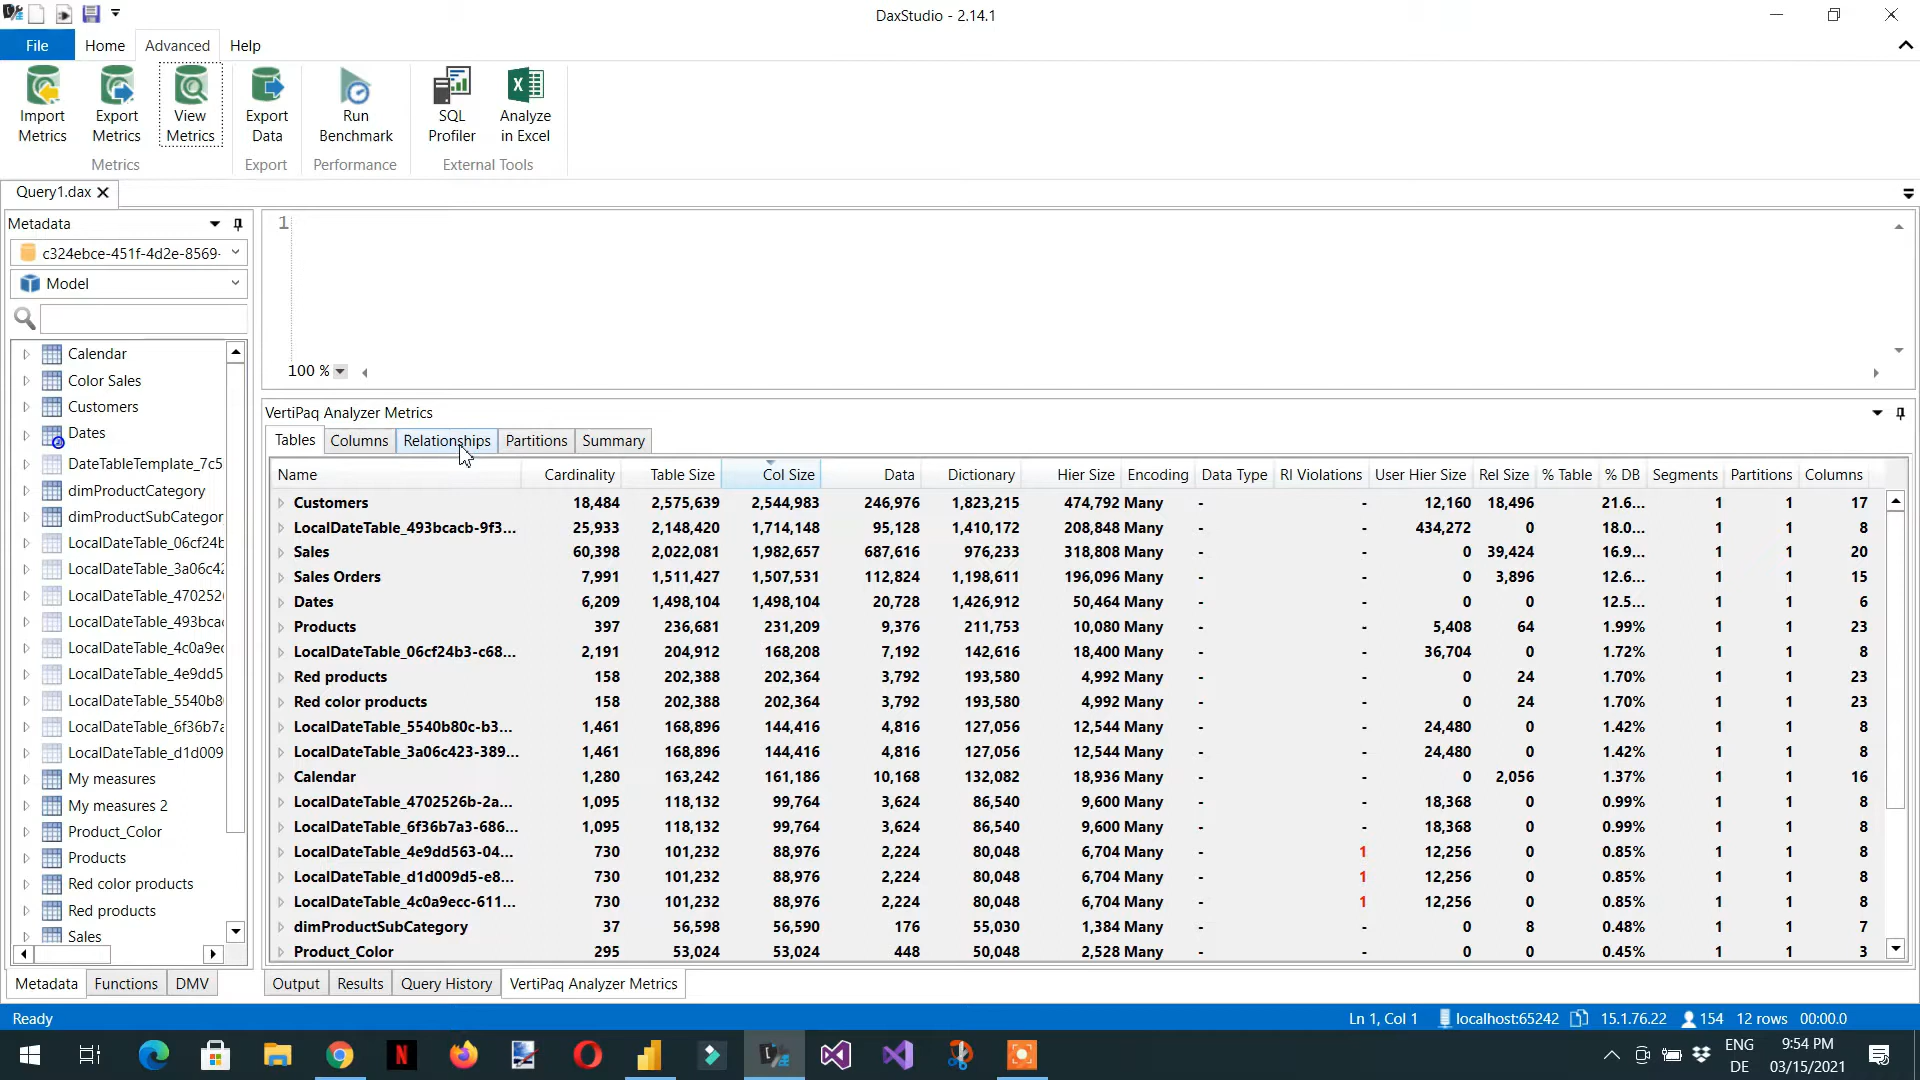 DaxStudio - 2.14.1
File Home Advanced Help
Import Metrics
Export Metrics
View Metrics
Export Data
Run Benchmark
SQL Profiler
Analyze in Excel
Metrics Export Performance External Tools
Query1.dax
Metadata
c324ebce-451f-4d2e-8569-
Model
Calendar
Color Sales
Customers
Dates
DateTableTemplate_7c5
dimProductCategory
dimProductSubCategor
LocalDateTable_06cf24b
LocalDateTable_3a06c42
LocalDateTable_470252
LocalDateTable_493bcac
LocalDateTable_4c0a9ec
LocalDateTable_4e9dd5
LocalDateTable_5540b8
LocalDateTable_6f36b7a
LocalDateTable_d1d009
My measures
My measures 2
Product_Color
Products
Red color products
Red products
Sales
Metadata Functions DMV
1
100 %
VertiPaq Analyzer Metrics
Tables Columns Relationships Partitions Summary
Name Cardinality Table Size Col Size Data Dictionary Hier Size Encoding Data Type RI Violations User Hier Size Rel Size % Table % DB Segments Partitions Columns
Customers 18,484 2,575,639 2,544,983 246,976 1,823,215 474,792 Many - - 12,160 18,496 21.6... 1 1 17
LocalDateTable_493bcacb-9f3... 25,933 2,148,420 1,714,148 95,128 1,410,172 208,848 Many - - 434,272 0 18.0... 1 1 8
Sales 60,398 2,022,081 1,982,657 687,616 976,233 318,808 Many - - 0 39,424 16.9... 1 1 20
Sales Orders 7,991 1,511,427 1,507,531 112,824 1,198,611 196,096 Many - - 0 3,896 12.6... 1 1 15
Dates 6,209 1,498,104 1,498,104 20,728 1,426,912 50,464 Many - - 0 0 12.5... 1 1 6
Products 397 236,681 231,209 9,376 211,753 10,080 Many - - 5,408 64 1.99% 1 1 23
LocalDateTable_06cf24b3-c68... 2,191 204,912 168,208 7,192 142,616 18,400 Many - - 36,704 0 1.72% 1 1 8
Red products 158 202,388 202,364 3,792 193,580 4,992 Many - - 0 24 1.70% 1 1 23
Red color products 158 202,388 202,364 3,792 193,580 4,992 Many - - 0 24 1.70% 1 1 23
LocalDateTable_5540b80c-b3... 1,461 168,896 144,416 4,816 127,056 12,544 Many - - 24,480 0 1.42% 1 1 8
LocalDateTable_3a06c423-389... 1,461 168,896 144,416 4,816 127,056 12,544 Many - - 24,480 0 1.42% 1 1 8
Calendar 1,280 163,242 161,186 10,168 132,082 18,936 Many - - 0 2,056 1.37% 1 1 16
LocalDateTable_4702526b-2a... 1,095 118,132 99,764 3,624 86,540 9,600 Many - - 18,368 0 0.99% 1 1 8
LocalDateTable_6f36b7a3-686... 1,095 118,132 99,764 3,624 86,540 9,600 Many - - 18,368 0 0.99% 1 1 8
LocalDateTable_4e9dd563-04... 730 101,232 88,976 2,224 80,048 6,704 Many - 1 12,256 0 0.85% 1 1 8
LocalDateTable_d1d009d5-e8... 730 101,232 88,976 2,224 80,048 6,704 Many - 1 12,256 0 0.85% 1 1 8
LocalDateTable_4c0a9ecc-611... 730 101,232 88,976 2,224 80,048 6,704 Many - 1 12,256 0 0.85% 1 1 8
dimProductSubCategory 37 56,598 56,590 176 55,030 1,384 Many - - 0 8 0.48% 1 1 7
Product_Color 295 53,024 53,024 448 50,048 2,528 Many - - 0 0 0.45% 1 1 3
Output Results Query History VertiPaq Analyzer Metrics
Ready Ln 1, Col 1 localhost:65242 15.1.76.22 154 12 rows 00:00.0
ENG 9:54 PM
DE 03/15/2021